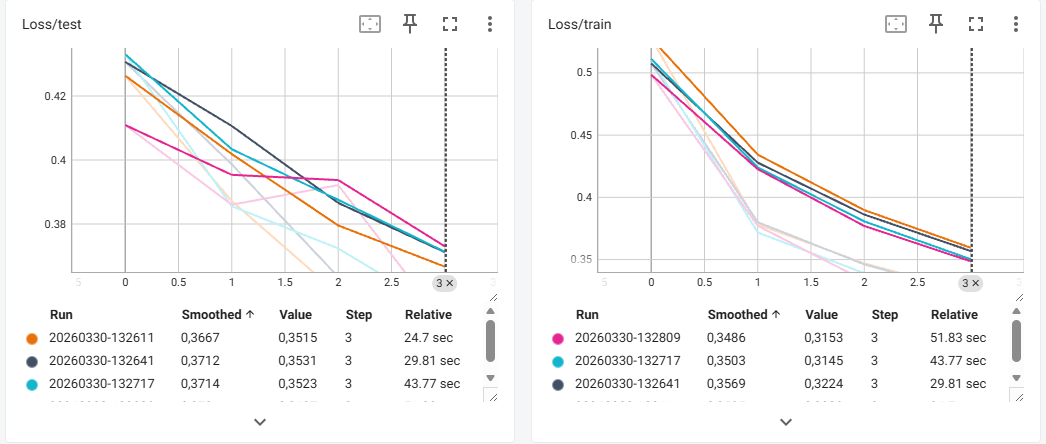 Loss/test
0.42
0.4
0.38
5 0 0.5 1 1.5 2 2.5 3 3
Run Smoothed Value Step Relative
20260330-132611 0,3667 0,3515 3 24.7 sec
20260330-132641 0,3712 0,3531 3 29.81 sec
20260330-132717 0,3714 0,3523 3 43.77 sec
Loss/train
0.5
0.45
0.4
0.35
5 0 0.5 1 1.5 2 2.5 3 3
Run Smoothed Value Step Relative
20260330-132809 0,3486 0,3153 3 51.83 sec
20260330-132717 0,3503 0,3145 3 43.77 sec
20260330-132641 0,3569 0,3224 3 29.81 sec